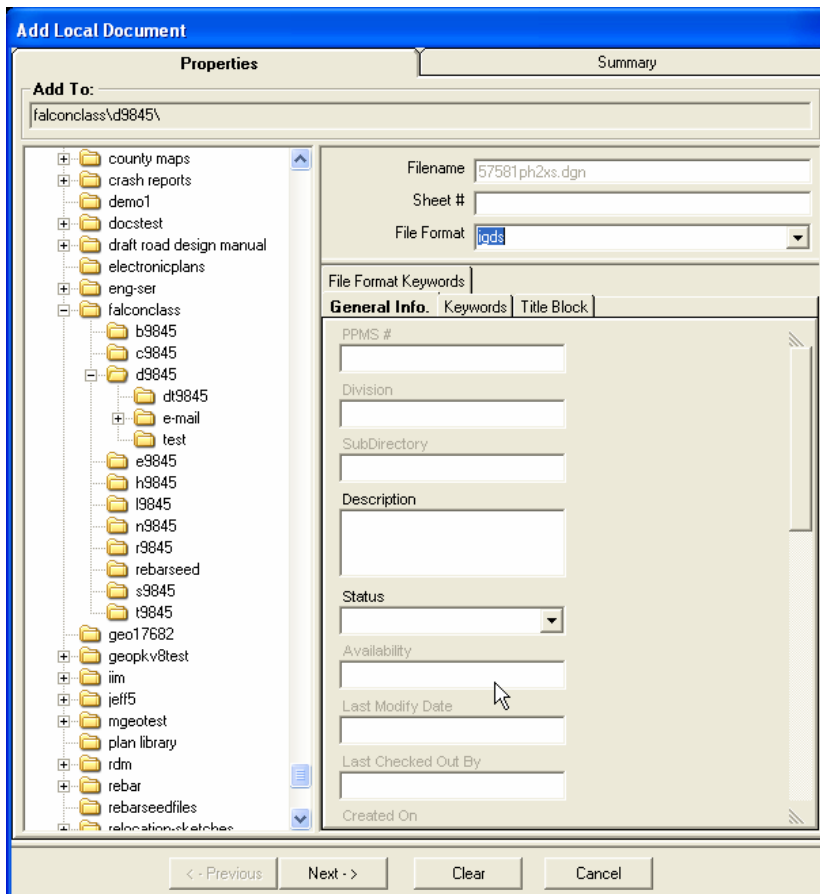 Add Local Document
Properties
Summary
Add To:
falconclass\d9845\
county maps
crash reports
demo1
docstest
draft road design manual
electronicplans
eng-ser
falconclass
b9845
c9845
d9845
dt9845
e-mail
test
e9845
h9845
l9845
n9845
r9845
rebarseed
s9845
t9845
geo17682
geopkv8test
iim
jeff5
mgeotest
plan library
rdm
rebar
rebarseedfiles
relocation-sketches
Filename 57581ph2xs.dgn
Sheet #
File Format igds
File Format Keywords
General Info. Keywords Title Block
PPMS #
Division
SubDirectory
Description
Status
Availability
Last Modify Date
Last Checked Out By
Created On
< - Previous Next - > Clear Cancel